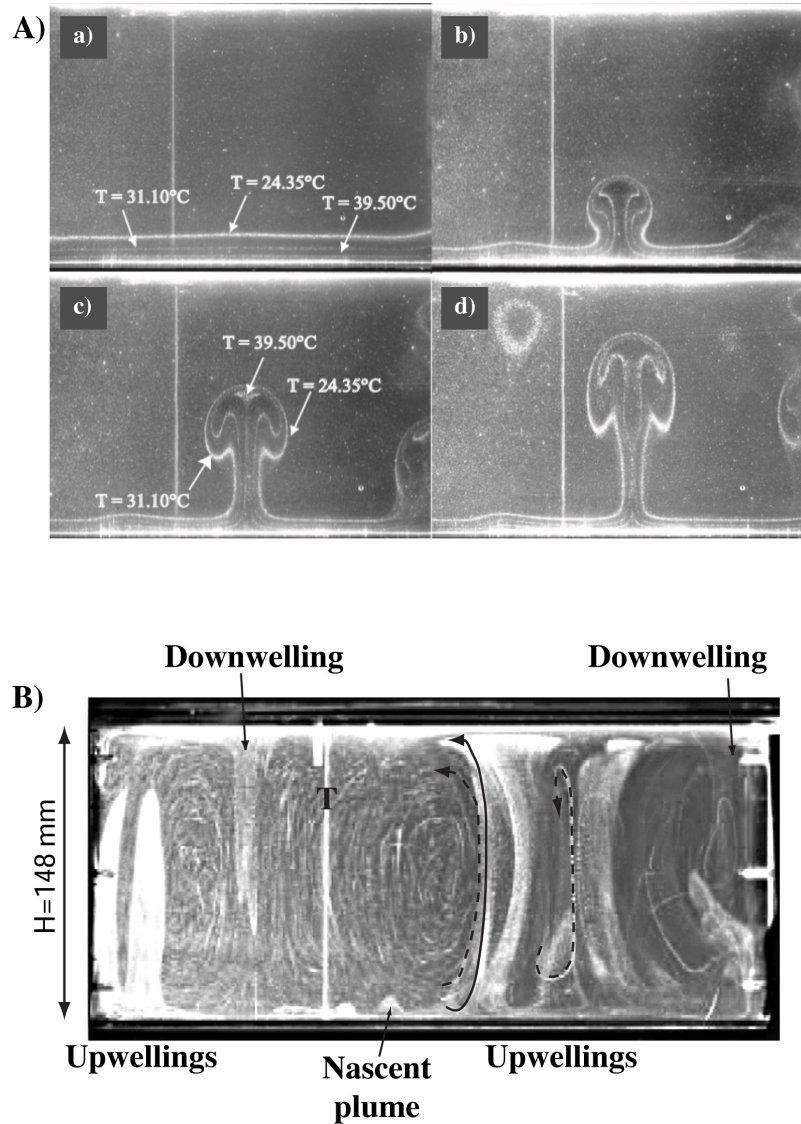 A)
a)
T = 31.10°C
T = 24.35°C
T = 39.50°C
b)
c)
T = 39.50°C
T = 24.35°C
T = 31.10°C
d)
Downwelling
Downwelling
B)
T
H=148 mm
Upwellings
Nascent
plume
Upwellings